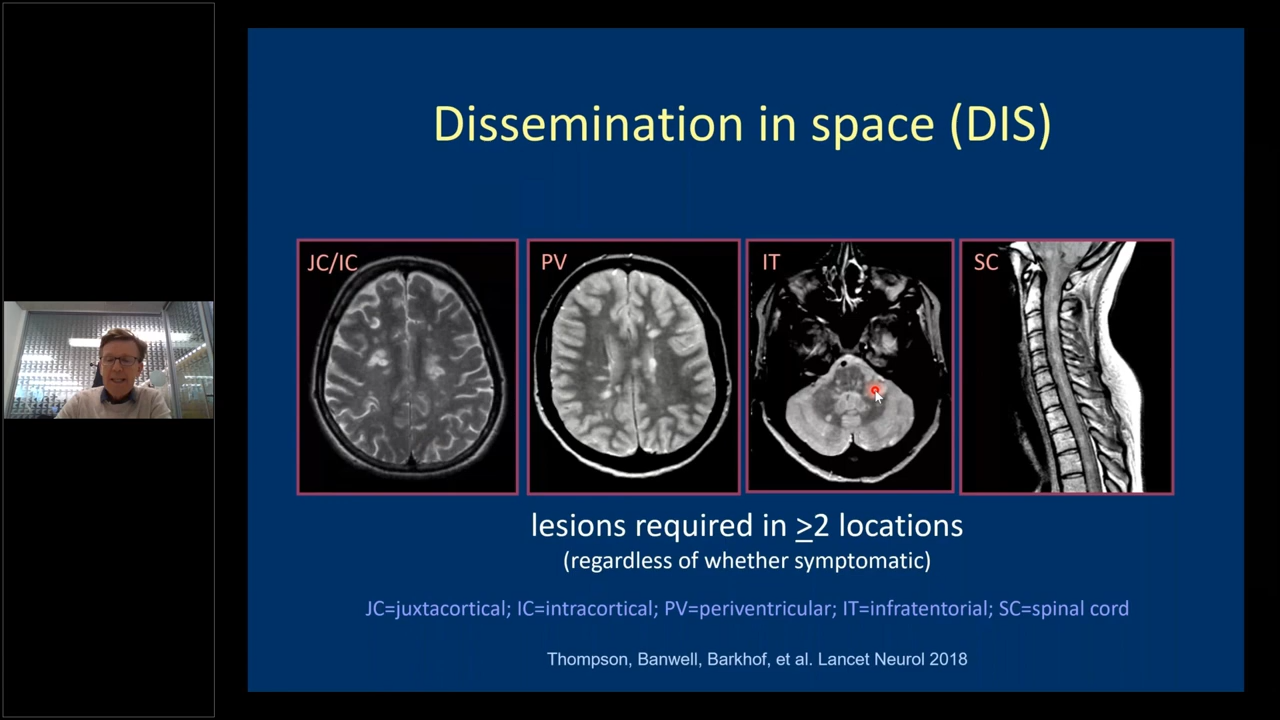 Dissemination in space (DIS)
JC/IC
PV
IT
SC
lesions required in ≥2 locations
(regardless of whether symptomatic)
JC=juxtacortical; IC=intracortical; PV=periventricular; IT=infratentorial; SC=spinal cord
Thompson, Banwell, Barkhof, et al. Lancet Neurol 2018